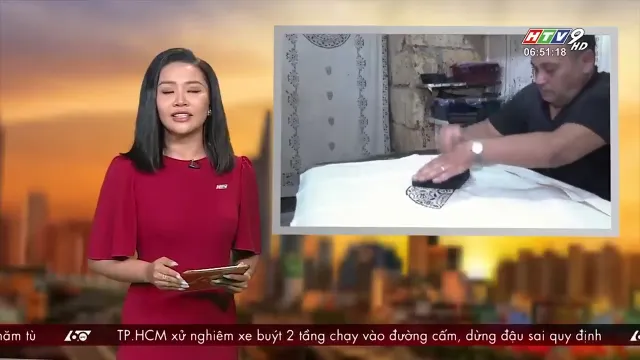 HTV9
HD
06:51:18
năm tù
60
TP.HCM xử nghiêm xe buýt 2 tầng chạy vào đường cấm, dừng đậu sai quy định